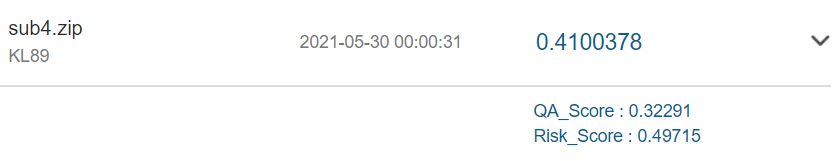 sub4.zip
KL89
2021-05-30 00:00:31
0.4100378
QA_Score : 0.32291
Risk_Score : 0.49715